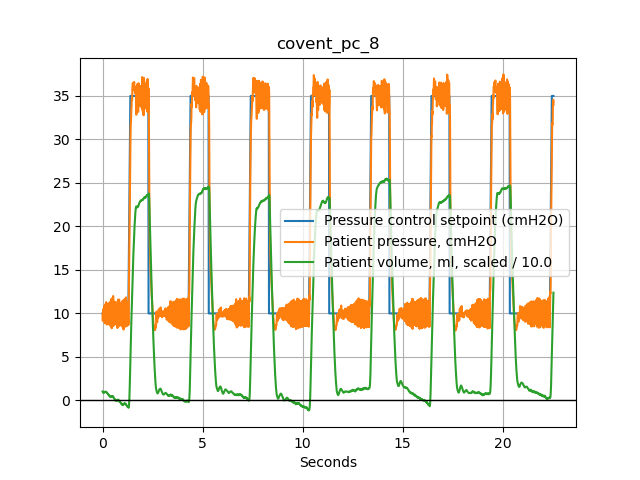 covent_pc_8
35
30
25
20
15
10
5
0
Pressure control setpoint (cmH2O)
Patient pressure, cmH2O
Patient volume, ml, scaled / 10.0
0 5 10 15 20
Seconds